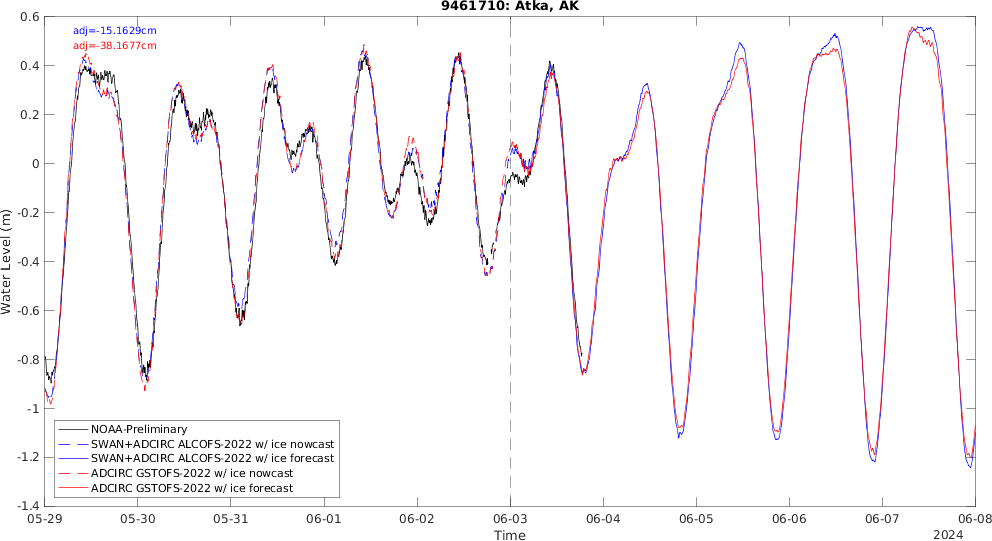 9461710: Atka, AK
adj=-15.1629cm
adj=-38.1677cm
0.6
0.4
0.2
0
-0.2
-0.4
-0.6
-0.8
-1
-1.2
-1.4
Water Level (m)
NOAA-Preliminary
SWAN+ADCIRC ALCOFS-2022 w/ ice nowcast
SWAN+ADCIRC ALCOFS-2022 w/ ice forecast
ADCIRC GSTOFS-2022 w/ ice nowcast
ADCIRC GSTOFS-2022 w/ ice forecast
05-29 05-30 05-31 06-01 06-02 06-03 06-04 06-05 06-06 06-07 06-08
Time
2024